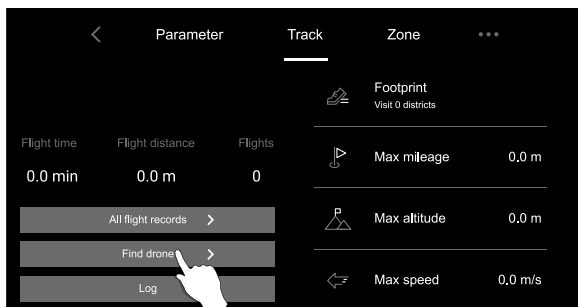 Parameter Track Zone
Footprint
Visit 0 districts
Flight time Flight distance Flights
0.0 min 0.0 m 0
Max mileage 0.0 m
All flight records
Max altitude 0.0 m
Find drone
Log
Max speed 0.0 m/s